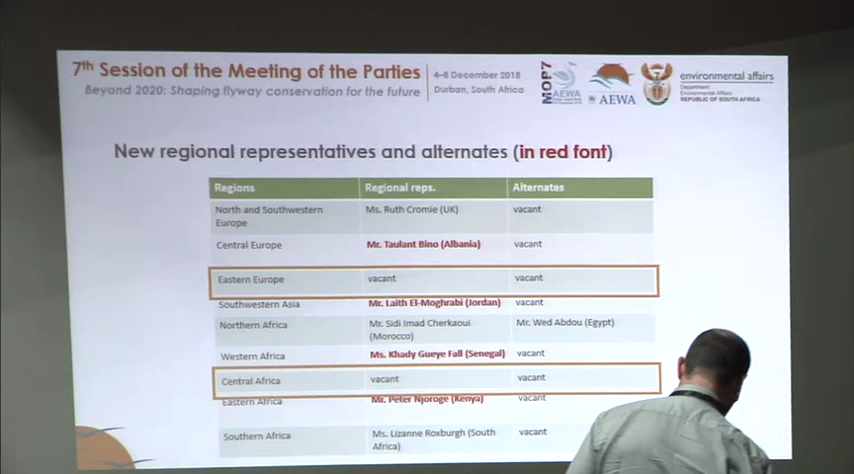 7th Session of the Meeting of the Parties
Beyond 2020: Shaping flyway conservation for the future
4–8 December 2018
Durban, South Africa
MOP7
AEWA
AEWA
environmental affairs
Department:
Environmental Affairs
REPUBLIC OF SOUTH AFRICA
New regional representatives and alternates (in red font)
Regions Regional reps. Alternates
North and Southwestern Europe Ms. Ruth Cromie (UK) vacant
Central Europe Mr. Taulant Bino (Albania) vacant
Eastern Europe vacant vacant
Southwestern Asia Mr. Laith El-Moghrabi (Jordan) vacant
Northern Africa Mr. Sidi Imad Cherkaoui (Morocco) Mr. Wed Abdou (Egypt)
Western Africa Ms. Khady Gueye Fall (Senegal) vacant
Central Africa vacant vacant
Eastern Africa Mr. Peter Njoroge (Kenya) vacant
Southern Africa Ms. Lizanne Roxburgh (South Africa) vacant